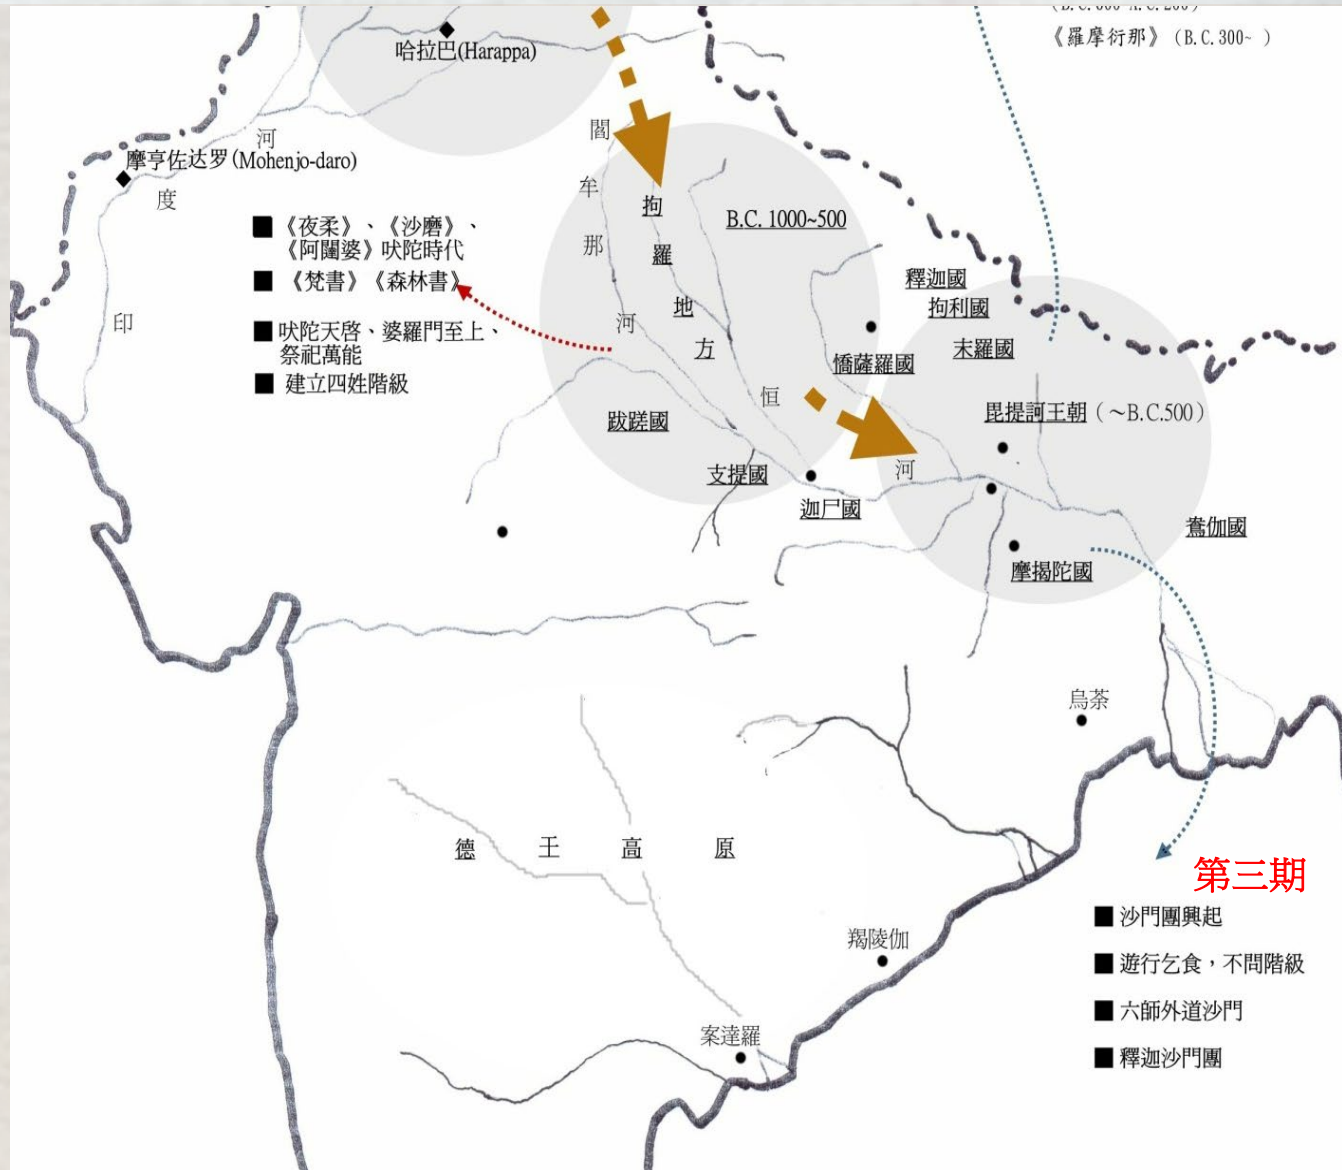 (B.C.600-A.C.200)
《羅摩衍那》（B.C.300~ ）
哈拉巴(Harappa)
摩亨佐达罗(Mohenjo-daro)
印度河
閻牟那河
拘羅地方
B.C. 1000~500
■ 《夜柔》、《沙磨》、
《阿闥婆》吠陀時代
■ 《梵書》《森林書》
■ 吠陀天啓、婆羅門至上、
祭祀萬能
■ 建立四姓階級
釋迦國
拘利國
末羅國
憍薩羅國
毘提訶王朝（～B.C.500）
恒河
跋蹉國
支提國
迦尸國
鴦伽國
摩揭陀國
烏荼
德王高原
羯陵伽
案達羅
第三期
■ 沙門團興起
■ 遊行乞食，不問階級
■ 六師外道沙門
■ 釋迦沙門團